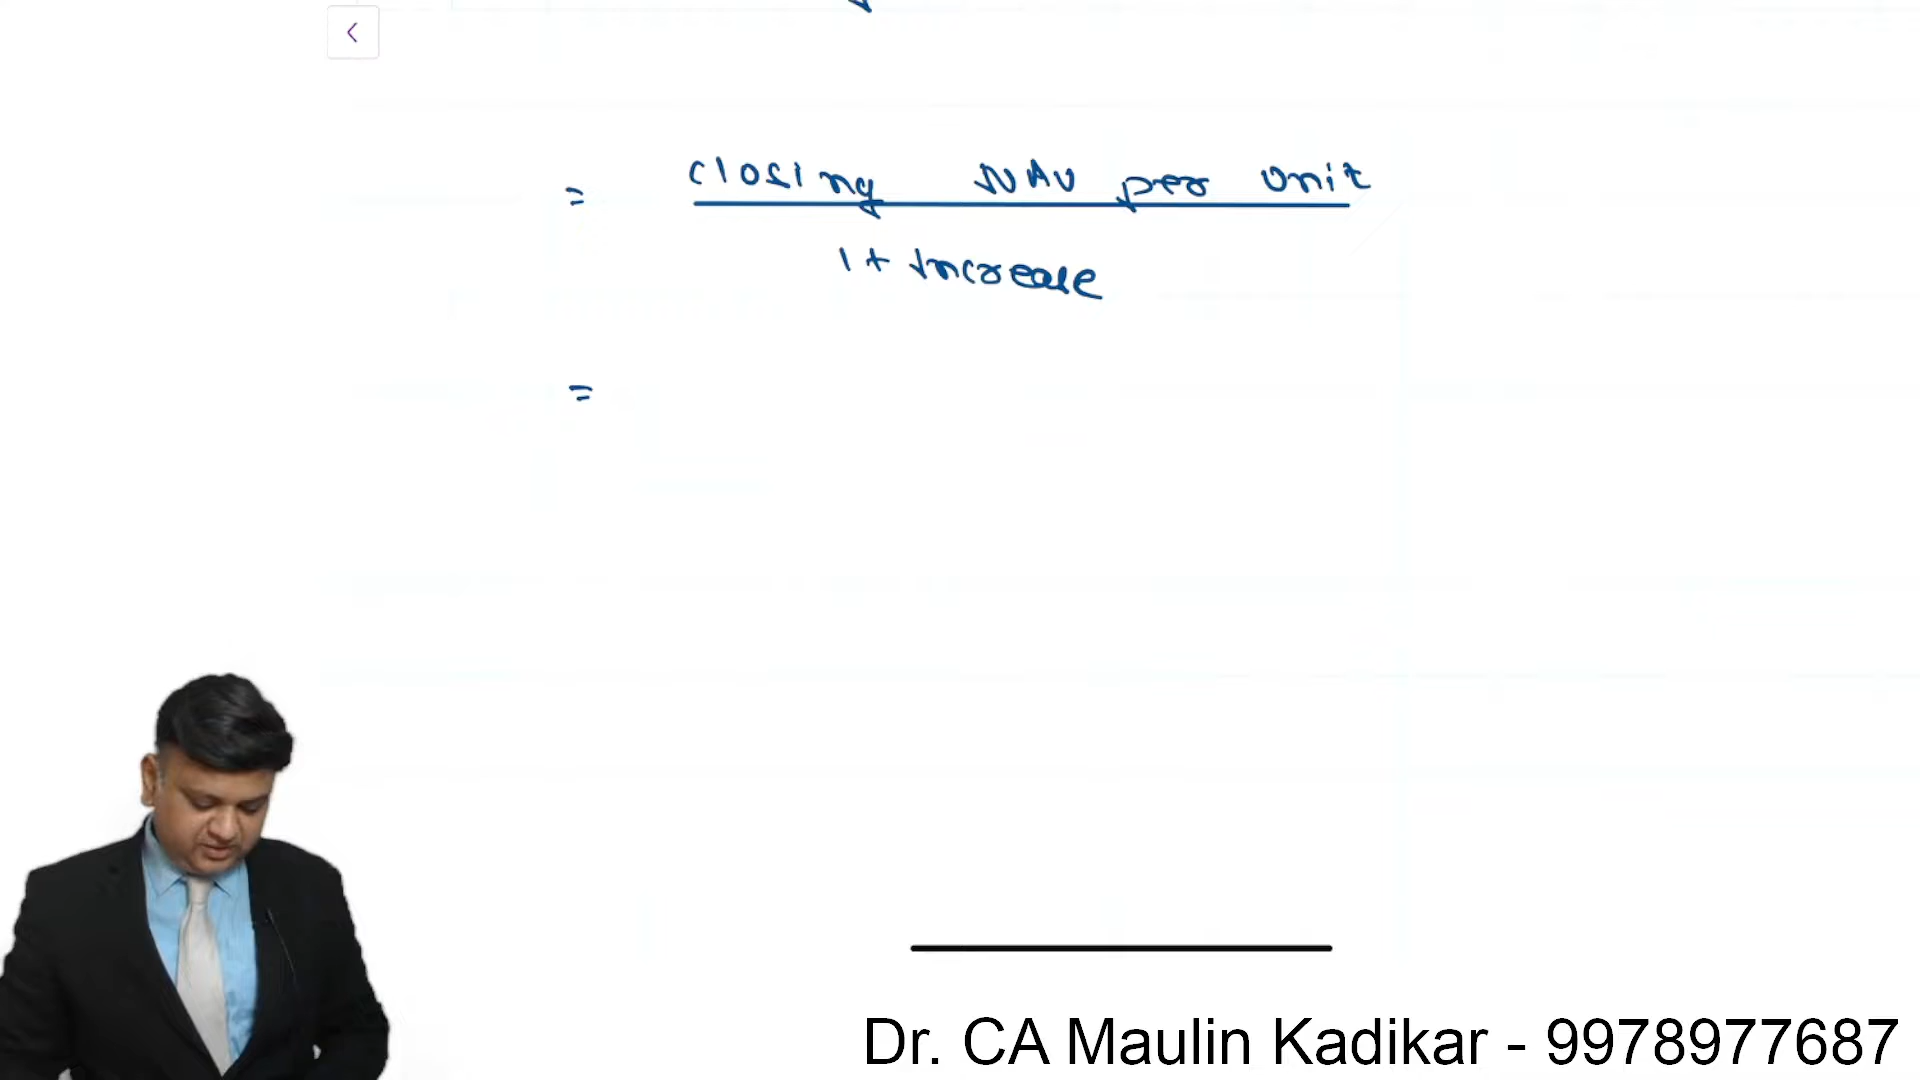 = closing NAV per unit
1 + increase
=
Dr. CA Maulin Kadikar - 9978977687